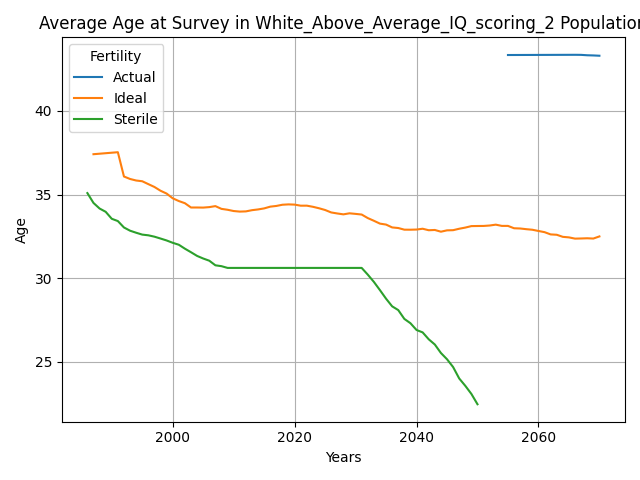 Average Age at Survey in White_Above_Average_IQ_scoring_2 Population
Fertility
Actual
Ideal
Sterile
Age
40
35
30
25
2000
2020
2040
2060
Years